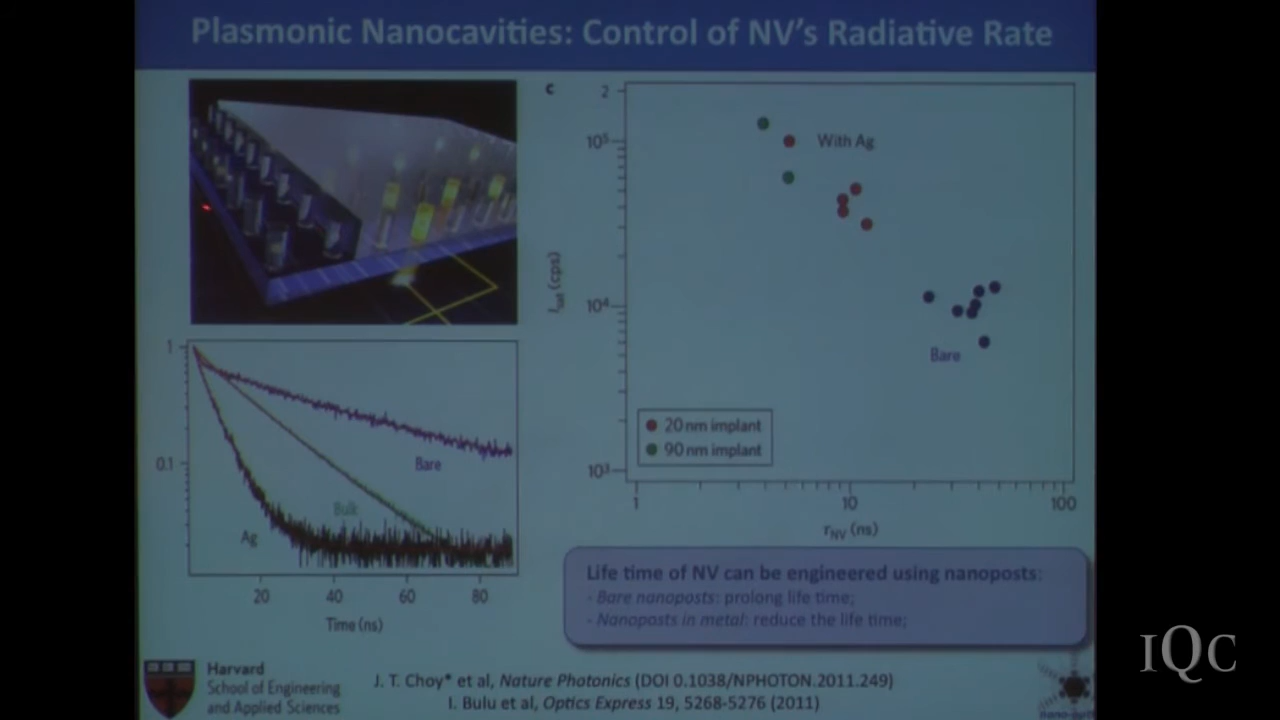 Plasmonic Nanocavities: Control of NV's Radiative Rate
c
2
10⁵
10⁴
10³
With Ag
Bare
20 nm implant
90 nm implant
1
10
100
τNV (ns)
Isat (cps)
1
0.1
Bare
Bulk
Ag
20
40
60
80
Time (ns)
Life time of NV can be engineered using nanoposts:
- Bare nanoposts: prolong life time;
- Nanoposts in metal: reduce the life time;
Harvard
School of Engineering
and Applied Sciences
J. T. Choy* et al, Nature Photonics (DOI 0.1038/NPHOTON.2011.249)
I. Bulu et al, Optics Express 19, 5268-5276 (2011)
IQC